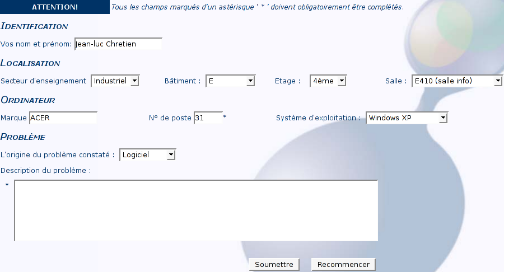 ATTENTION! Tous les champs marqués d'un astérisque " * " doivent obligatoirement être complétés.
IDENTIFICATION
Vos nom et prénom: Jean-luc Chretien
LOCALISATION
Secteur d'enseignement Industriel Bâtiment : E Etage : 4ème Salle : E410 (salle info)
ORDINATEUR
Marque ACER N° de poste 31 * Système d'exploitation : Windows XP
PROBLÈME
L'origine du problème constaté : Logiciel
Description du problème :
*
Soumettre Recommencer